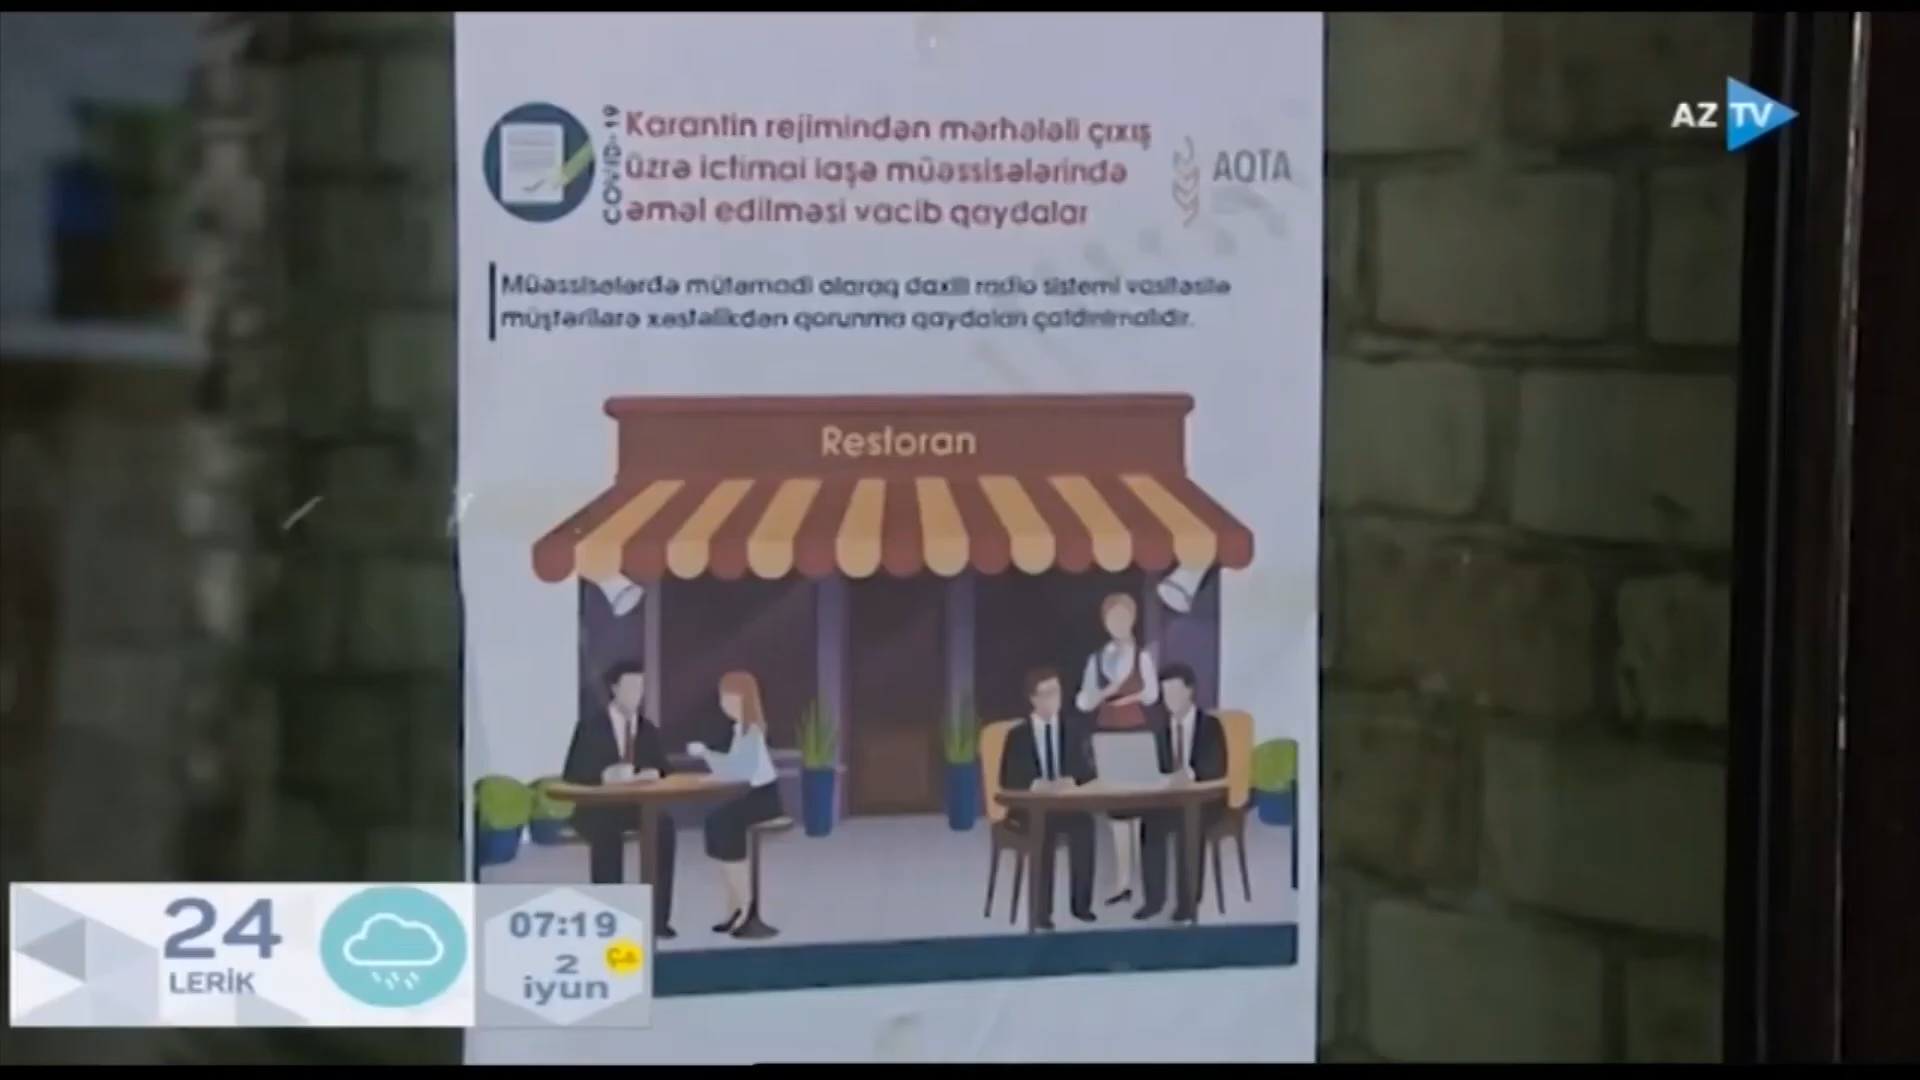 AZ TV
COVID-19
Karantin rejimindən mərhələli çıxış
üzrə ictimai iaşə müəssisələrində
əməl edilməsi vacib qaydalar
AQTA
Müəssisələrdə mütəmadi olaraq daxili radio sistemi vasitəsilə
müştərilərə xəstəlikdən qorunma qaydaları çatdırılmalıdır.
Restoran
24
LERİK
07:19
2
Ç.a.
iyun